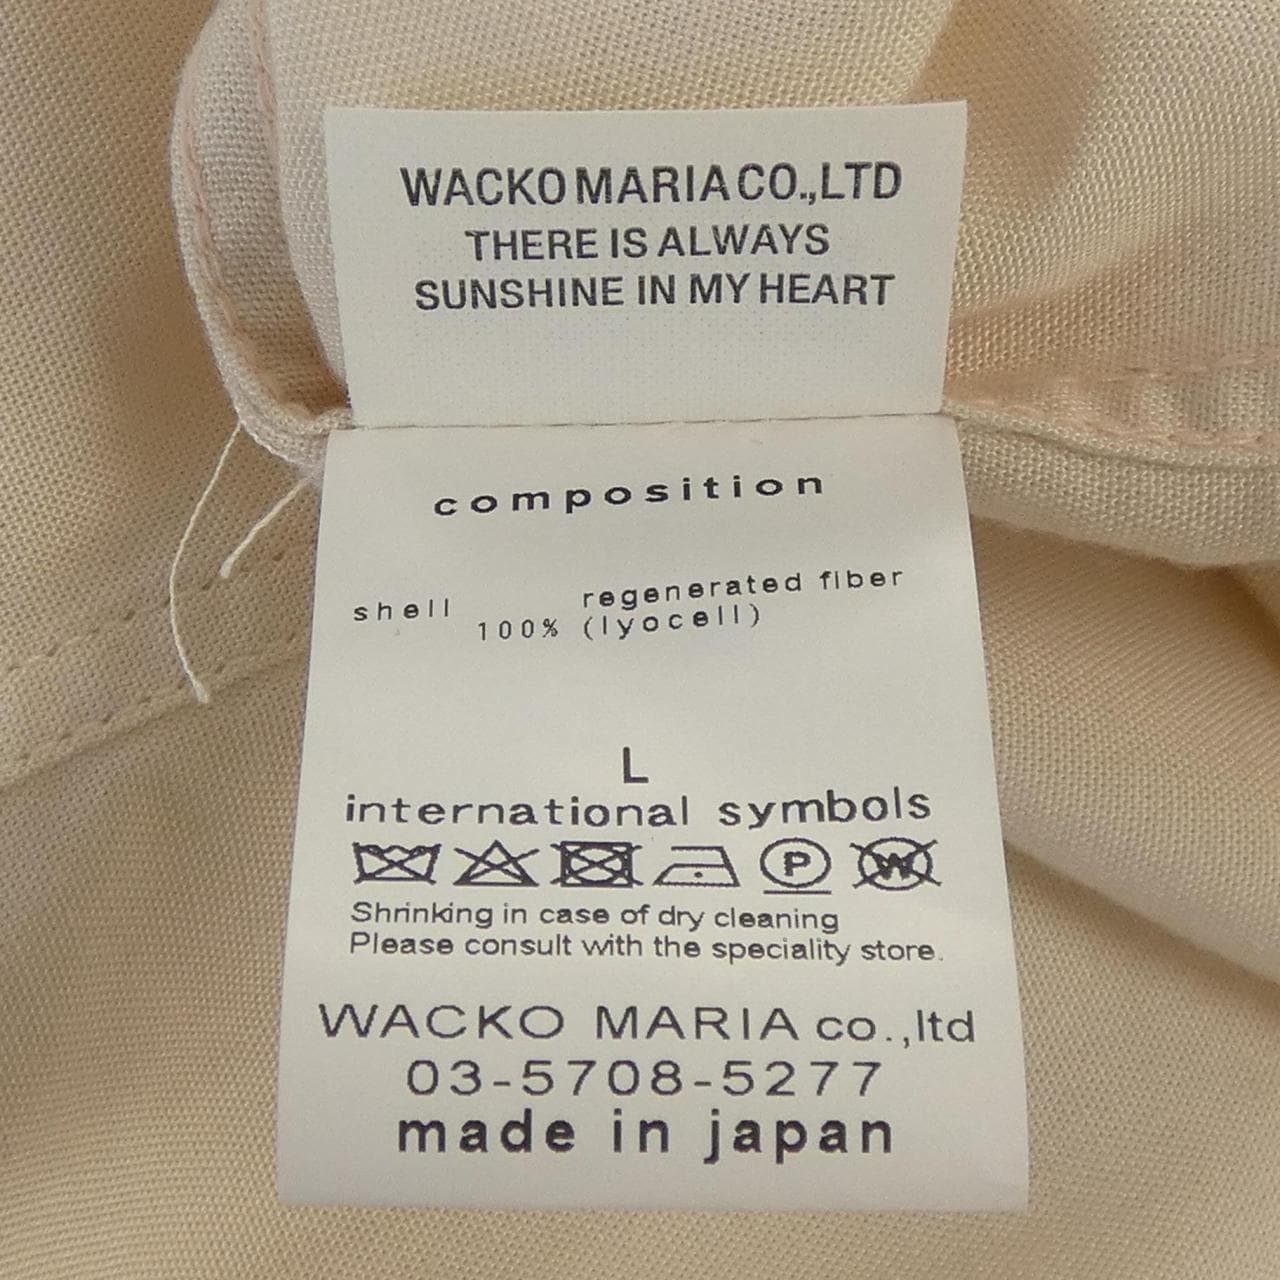 WACKO MARIA CO.,LTD
THERE IS ALWAYS
SUNSHINE IN MY HEART
composition
shell 100% regenerated fiber
(lyocell)
L
international symbols
P W
Shrinking in case of dry cleaning
Please consult with the speciality store.
WACKO MARIA co.,ltd
03-5708-5277
made in japan